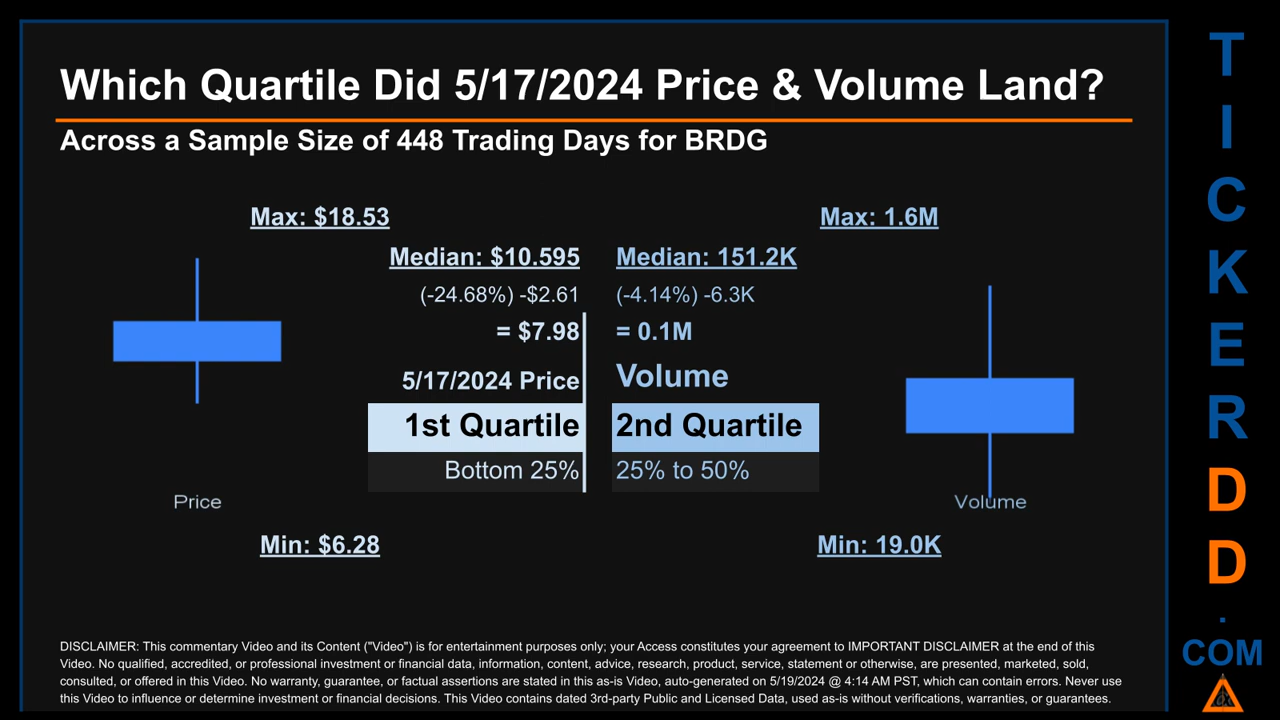 Which Quartile Did 5/17/2024 Price & Volume Land?
Across a Sample Size of 448 Trading Days for BRDG
Max: $18.53
Median: $10.595
(-24.68%) -$2.61
= $7.98
5/17/2024 Price
1st Quartile
Bottom 25%
Price
Min: $6.28
Max: 1.6M
Median: 151.2K
(-4.14%) -6.3K
= 0.1M
Volume
2nd Quartile
25% to 50%
Volume
Min: 19.0K
DISCLAIMER: This commentary Video and its Content ("Video") is for entertainment purposes only; your Access constitutes your agreement to IMPORTANT DISCLAIMER at the end of this
Video. No qualified, accredited, or professional investment or financial data, information, content, advice, research, product, service, statement or otherwise, are presented, marketed, sold,
consulted, or offered in this Video. No warranty, guarantee, or factual assertions are stated in this as-is Video, auto-generated on 5/19/2024 @ 4:14 AM PST, which can contain errors. Never use
this Video to influence or determine investment or financial decisions. This Video contains dated 3rd-party Public and Licensed Data, used as-is without verifications, warranties, or guarantees.
T
I
C
K
E
R
D
D
.
COM